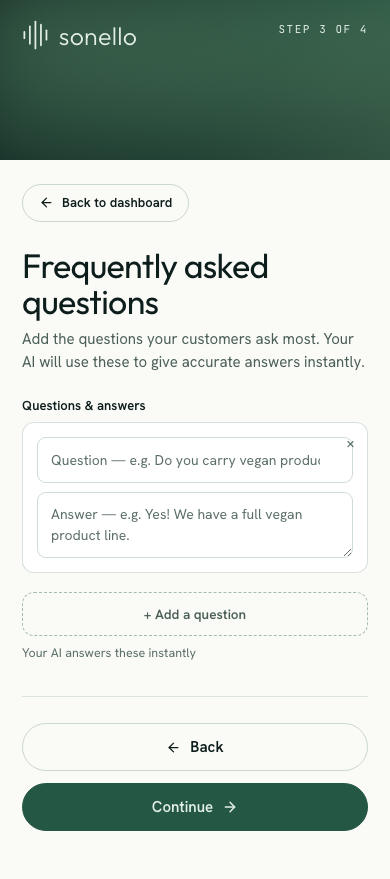 sonello
STEP 3 OF 4
← Back to dashboard
Frequently asked
questions
Add the questions your customers ask most. Your
AI will use these to give accurate answers instantly.
Questions & answers
×
Question — e.g. Do you carry vegan produc
Answer — e.g. Yes! We have a full vegan
product line.
+ Add a question
Your AI answers these instantly
← Back
Continue →